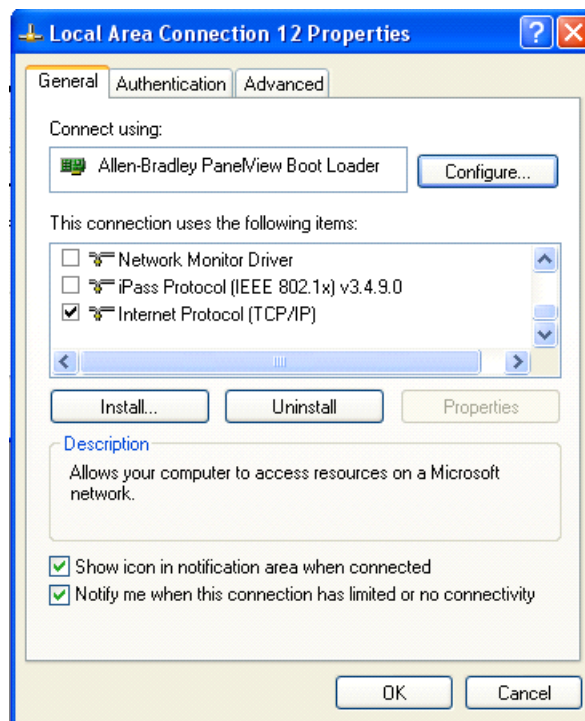 Local Area Connection 12 Properties
General Authentication Advanced
Connect using:
Allen-Bradley PanelView Boot Loader
Configure...
This connection uses the following items:
Network Monitor Driver
iPass Protocol (IEEE 802.1x) v3.4.9.0
Internet Protocol (TCP/IP)
Install... Uninstall Properties
Description
Allows your computer to access resources on a Microsoft
network.
Show icon in notification area when connected
Notify me when this connection has limited or no connectivity
OK Cancel